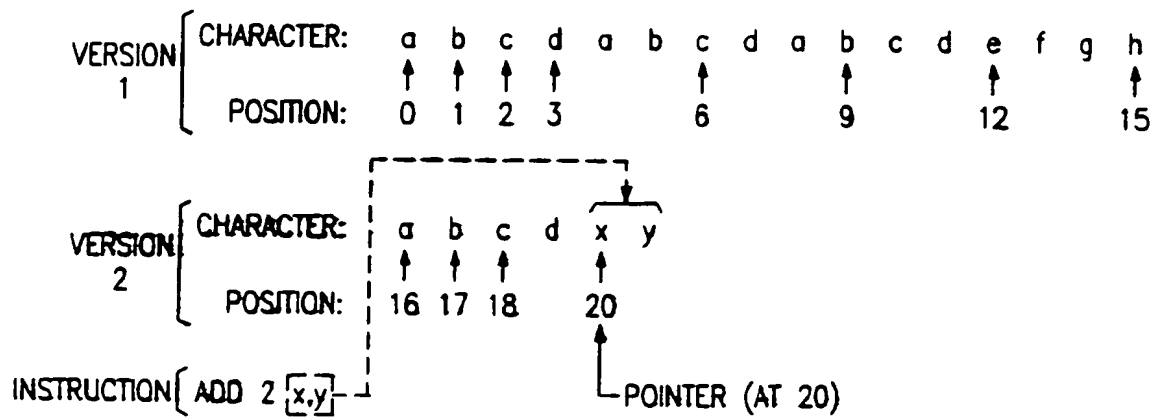 VERSION 1
CHARACTER: a b c d a b c d a b c d e f g h
POSITION: 0 1 2 3 6 9 12 15
VERSION 2
CHARACTER: a b c d x y
POSITION: 16 17 18 20
INSTRUCTION ADD 2 x,y
POINTER (AT 20)